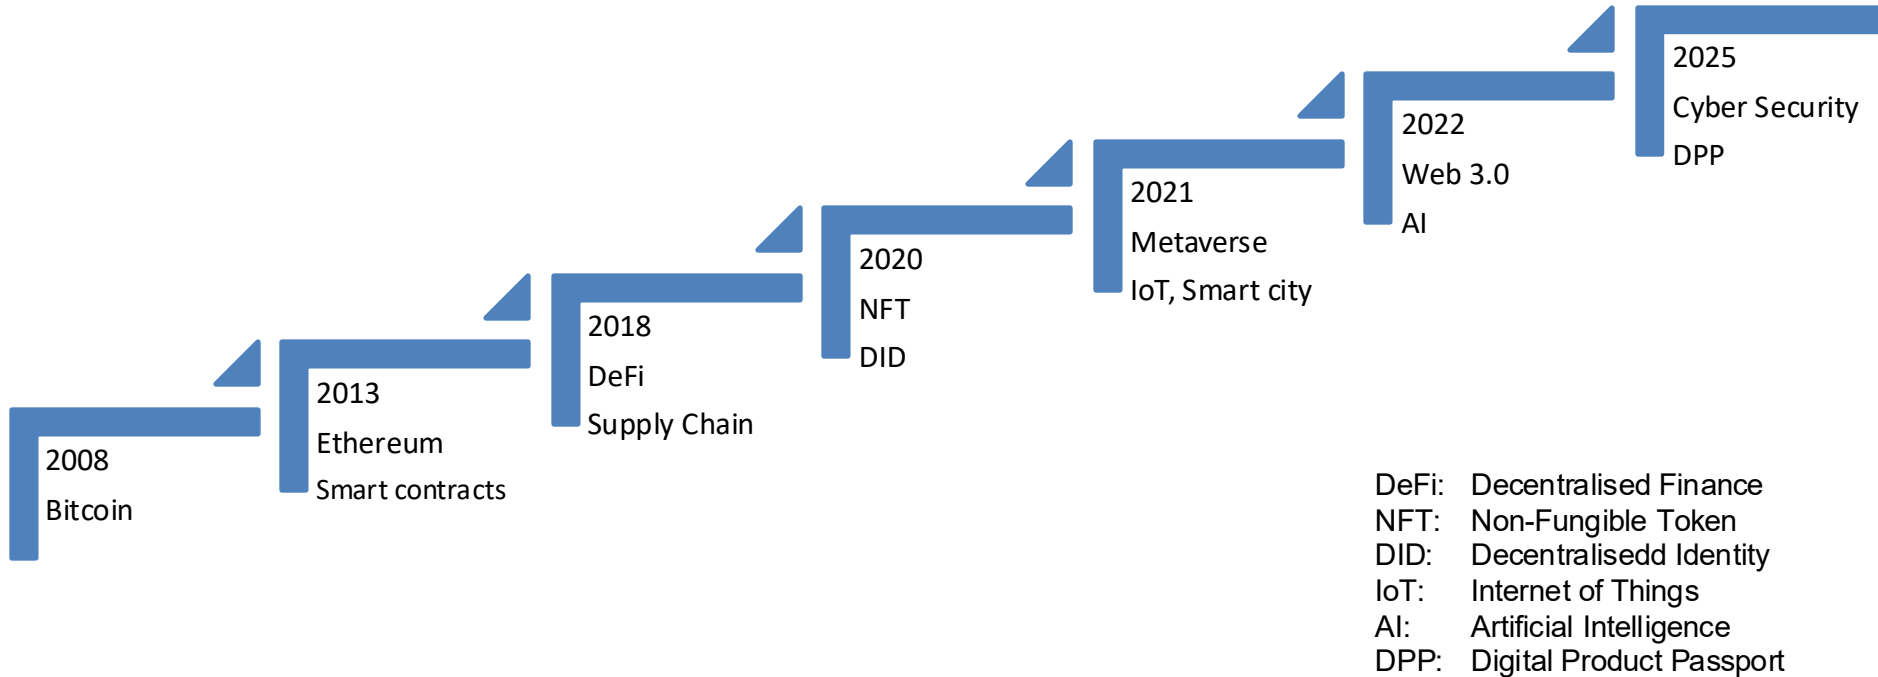 2008
Bitcoin
2013
Ethereum
Smart contracts
2018
DeFi
Supply Chain
2020
NFT
DID
2021
Metaverse
IoT, Smart city
2022
Web 3.0
AI
2025
Cyber Security
DPP
DeFi: Decentralised Finance
NFT: Non-Fungible Token
DID: Decentralisedd Identity
IoT: Internet of Things
AI: Artificial Intelligence
DPP: Digital Product Passport